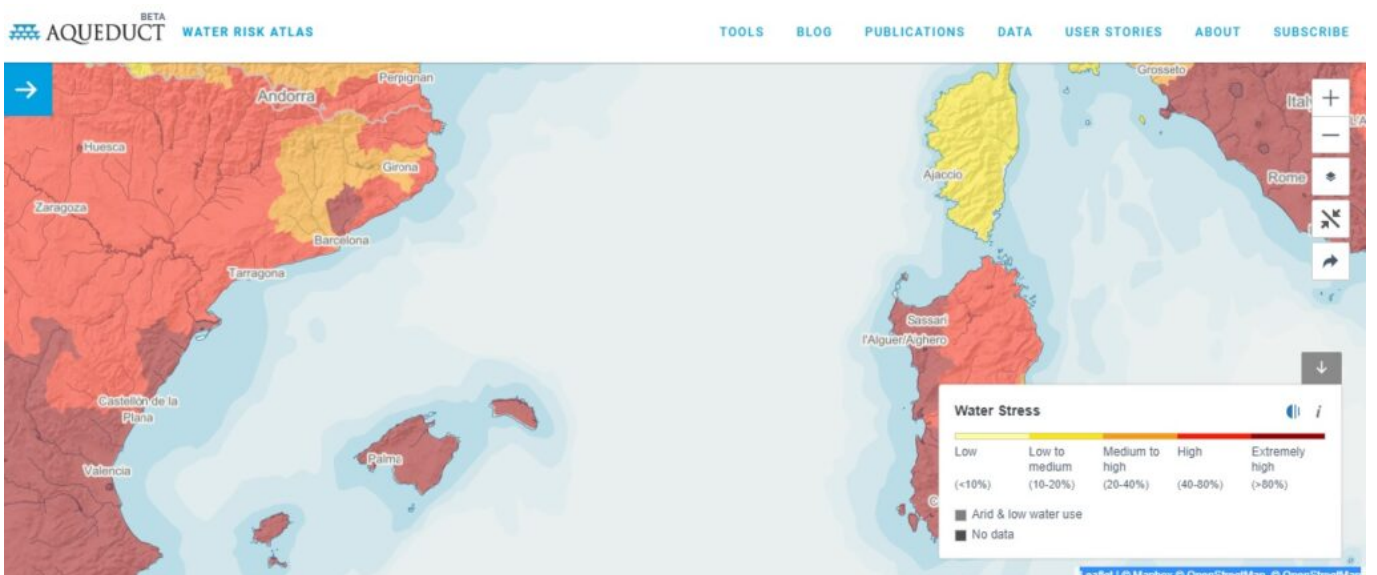 BETA
AQUEDUCT WATER RISK ATLAS
TOOLS BLOG PUBLICATIONS DATA USER STORIES ABOUT SUBSCRIBE
Perpignan
Grosseto
Andorra
Huesca
Girona
Ajaccio
Rome
Zaragoza
Barcelona
Tarragona
Sassari
l'Alguer/Alghero
Castellón de la
Plana
Palma
Valencia
Water Stress
Low
Low to
medium
Medium to
high
High
Extremely
high
(<10%) (10-20%) (20-40%) (40-80%) (>80%)
Arid & low water use
No data
© Mapbox © OpenStreetMap